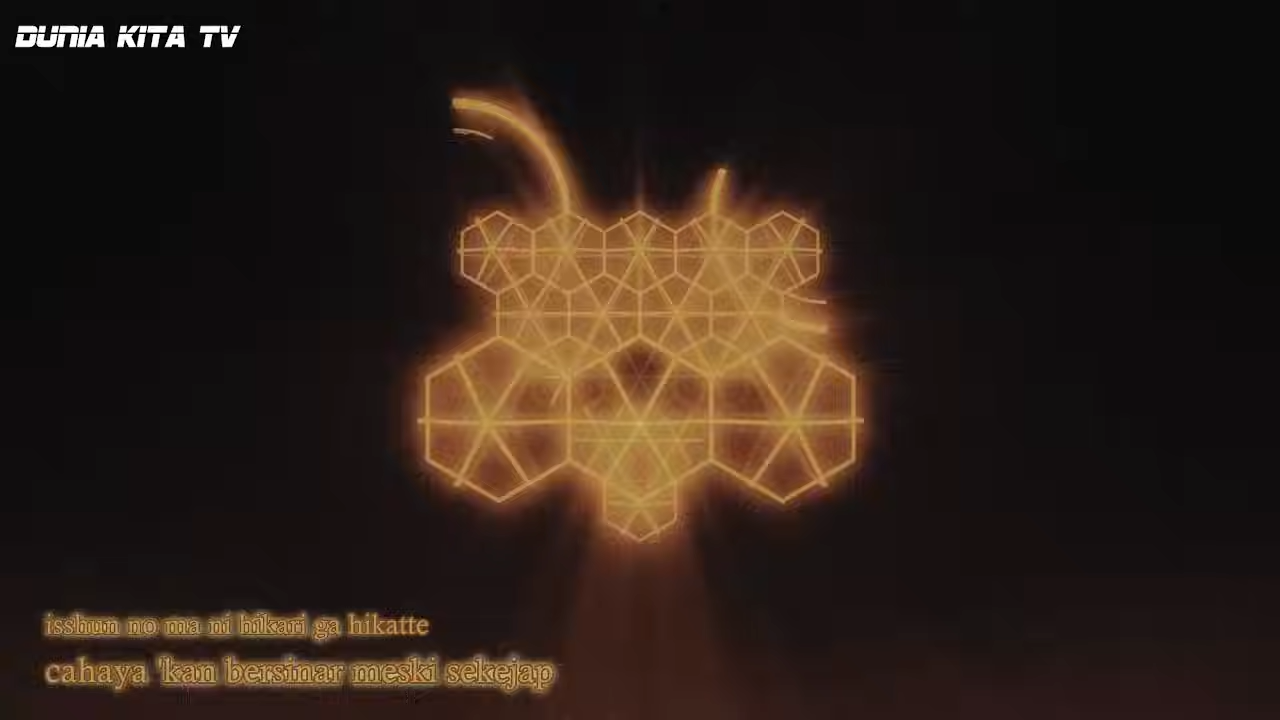 DUNIA KITA TV
isshun no ma ni hikari ga hikatte
cahaya 'kan bersinar meski sekejap